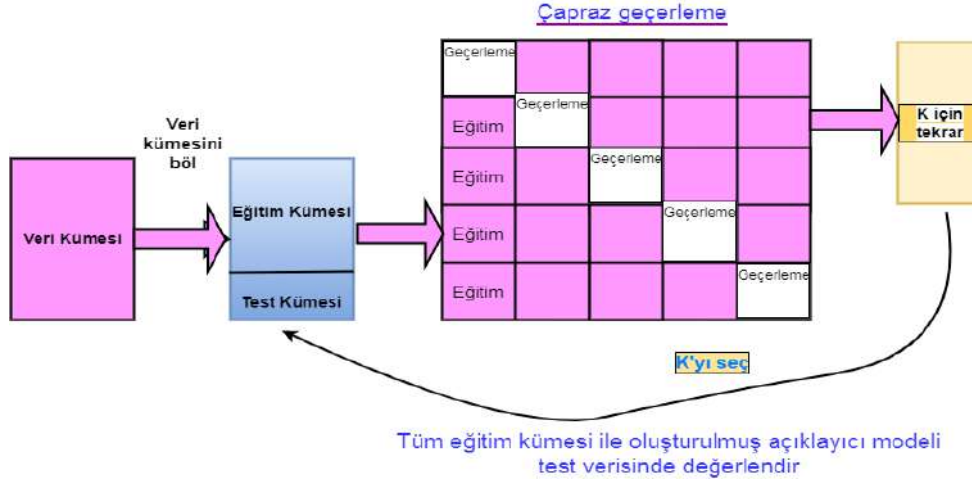 Çapraz geçerleme
Geçerleme
Eğitim
Geçerleme
Eğitim
Geçerleme
Eğitim
Geçerleme
Eğitim
Geçerleme
Veri
kümesini
böl
Veri Kümesi
Eğitim Kümesi
Test Kümesi
K için
tekrar
K'yı seç
Tüm eğitim kümesi ile oluşturulmuş açıklayıcı modeli
test verisinde değerlendir